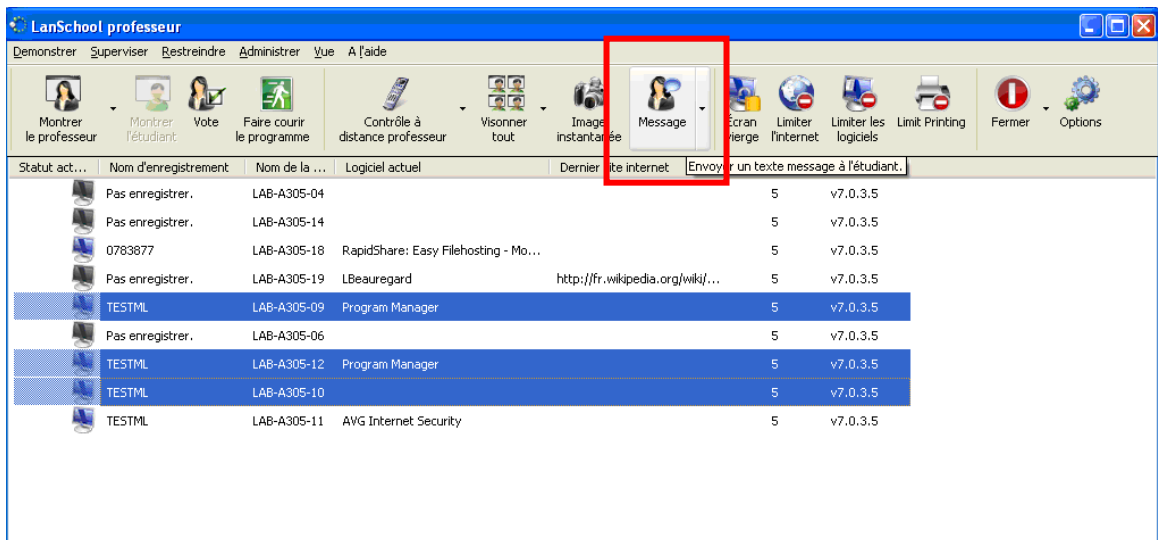 LanSchool professeur
Demonstrer Superviser Restreindre Administrer Vue A l'aide
Montrer le professeur
Montrer l'étudiant
Vote
Faire courir le programme
Contrôle à distance professeur
Visonner tout
Image instantanée
Message
Écran vierge
Limiter l'internet
Limiter les logiciels
Limit Printing
Fermer
Options
Statut act... Nom d'enregistrement Nom de la ... Logiciel actuel Dernier site internet
Envoyer un texte message à l'étudiant.
Pas enregistrer. LAB-A305-04 5 v7.0.3.5
Pas enregistrer. LAB-A305-14 5 v7.0.3.5
0783877 LAB-A305-18 RapidShare: Easy Filehosting - Mo... 5 v7.0.3.5
Pas enregistrer. LAB-A305-19 LBeauregard http://fr.wikipedia.org/wiki/... 5 v7.0.3.5
TESTML LAB-A305-09 Program Manager 5 v7.0.3.5
Pas enregistrer. LAB-A305-06 5 v7.0.3.5
TESTML LAB-A305-12 Program Manager 5 v7.0.3.5
TESTML LAB-A305-10 5 v7.0.3.5
TESTML LAB-A305-11 AVG Internet Security 5 v7.0.3.5